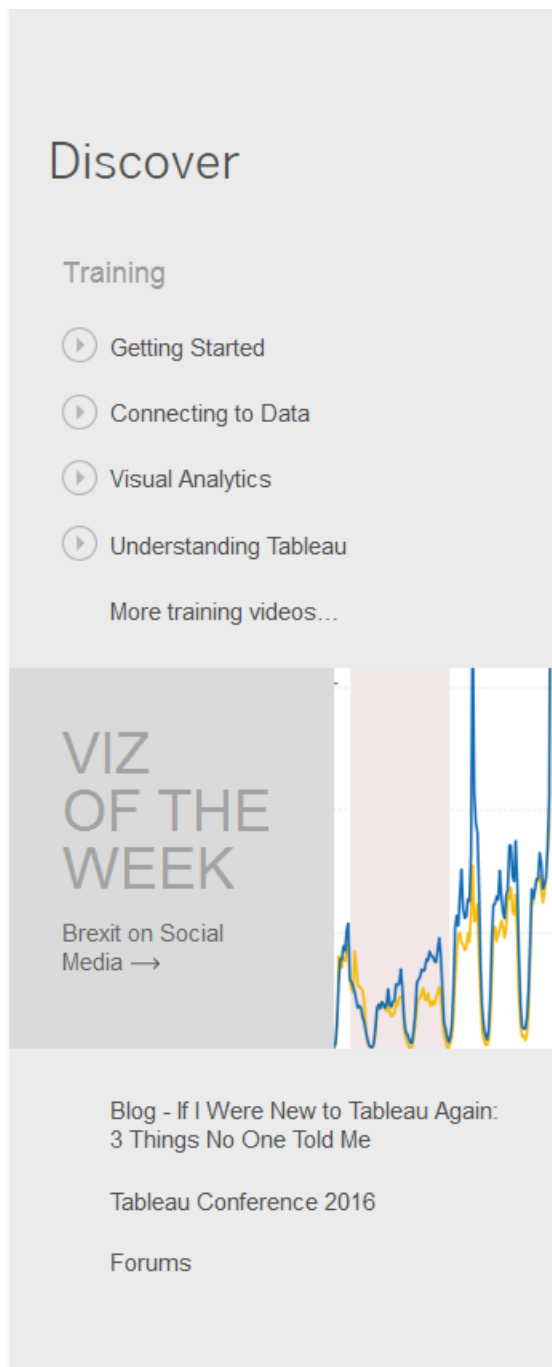 Discover
Training
Getting Started
Connecting to Data
Visual Analytics
Understanding Tableau
More training videos...
VIZ
OF THE
WEEK
Brexit on Social
Media →
Blog - If I Were New to Tableau Again:
3 Things No One Told Me
Tableau Conference 2016
Forums